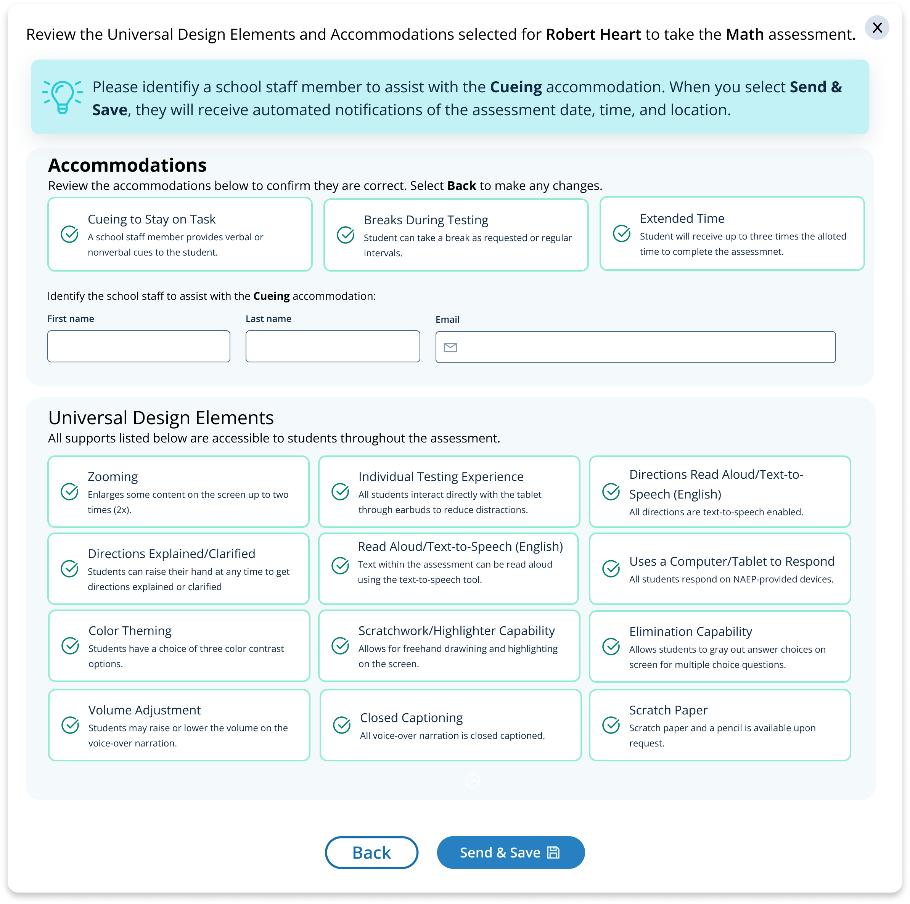 Review the Universal Design Elements and Accommodations selected for Robert Heart to take the Math assessment.
Please identifiy a school staff member to assist with the Cueing accommodation. When you select Send &
Save, they will receive automated notifications of the assessment date, time, and location.
Accommodations
Review the accommodations below to confirm they are correct. Select Back to make any changes.
Cueing to Stay on Task
A school staff member provides verbal or
nonverbal cues to the student.
Breaks During Testing
Student can take a break as requested or regular
intervals.
Extended Time
Student will receive up to three times the alloted
time to complete the assessmnet.
Identify the school staff to assist with the Cueing accommodation:
First name
Last name
Email
Universal Design Elements
All supports listed below are accessible to students throughout the assessment.
Zooming
Enlarges some content on the screen up to two
times (2x).
Individual Testing Experience
All students interact directly with the tablet
through earbuds to reduce distractions.
Directions Read Aloud/Text-to-
Speech (English)
All directions are text-to-speech enabled.
Directions Explained/Clarified
Students can raise their hand at any time to get
directions explained or clarified
Read Aloud/Text-to-Speech (English)
Text within the assessment can be read aloud
using the text-to-speech tool.
Uses a Computer/Tablet to Respond
All students respond on NAEP-provided devices.
Color Theming
Students have a choice of three color contrast
options.
Scratchwork/Highlighter Capability
Allows for freehand drawining and highlighting
on the screen.
Elimination Capability
Allows students to gray out answer choices on
screen for multiple choice questions.
Volume Adjustment
Students may raise or lower the volume on the
voice-over narration.
Closed Captioning
All voice-over narration is closed captioned.
Scratch Paper
Scratch paper and a pencil is available upon
request.
Back
Send & Save